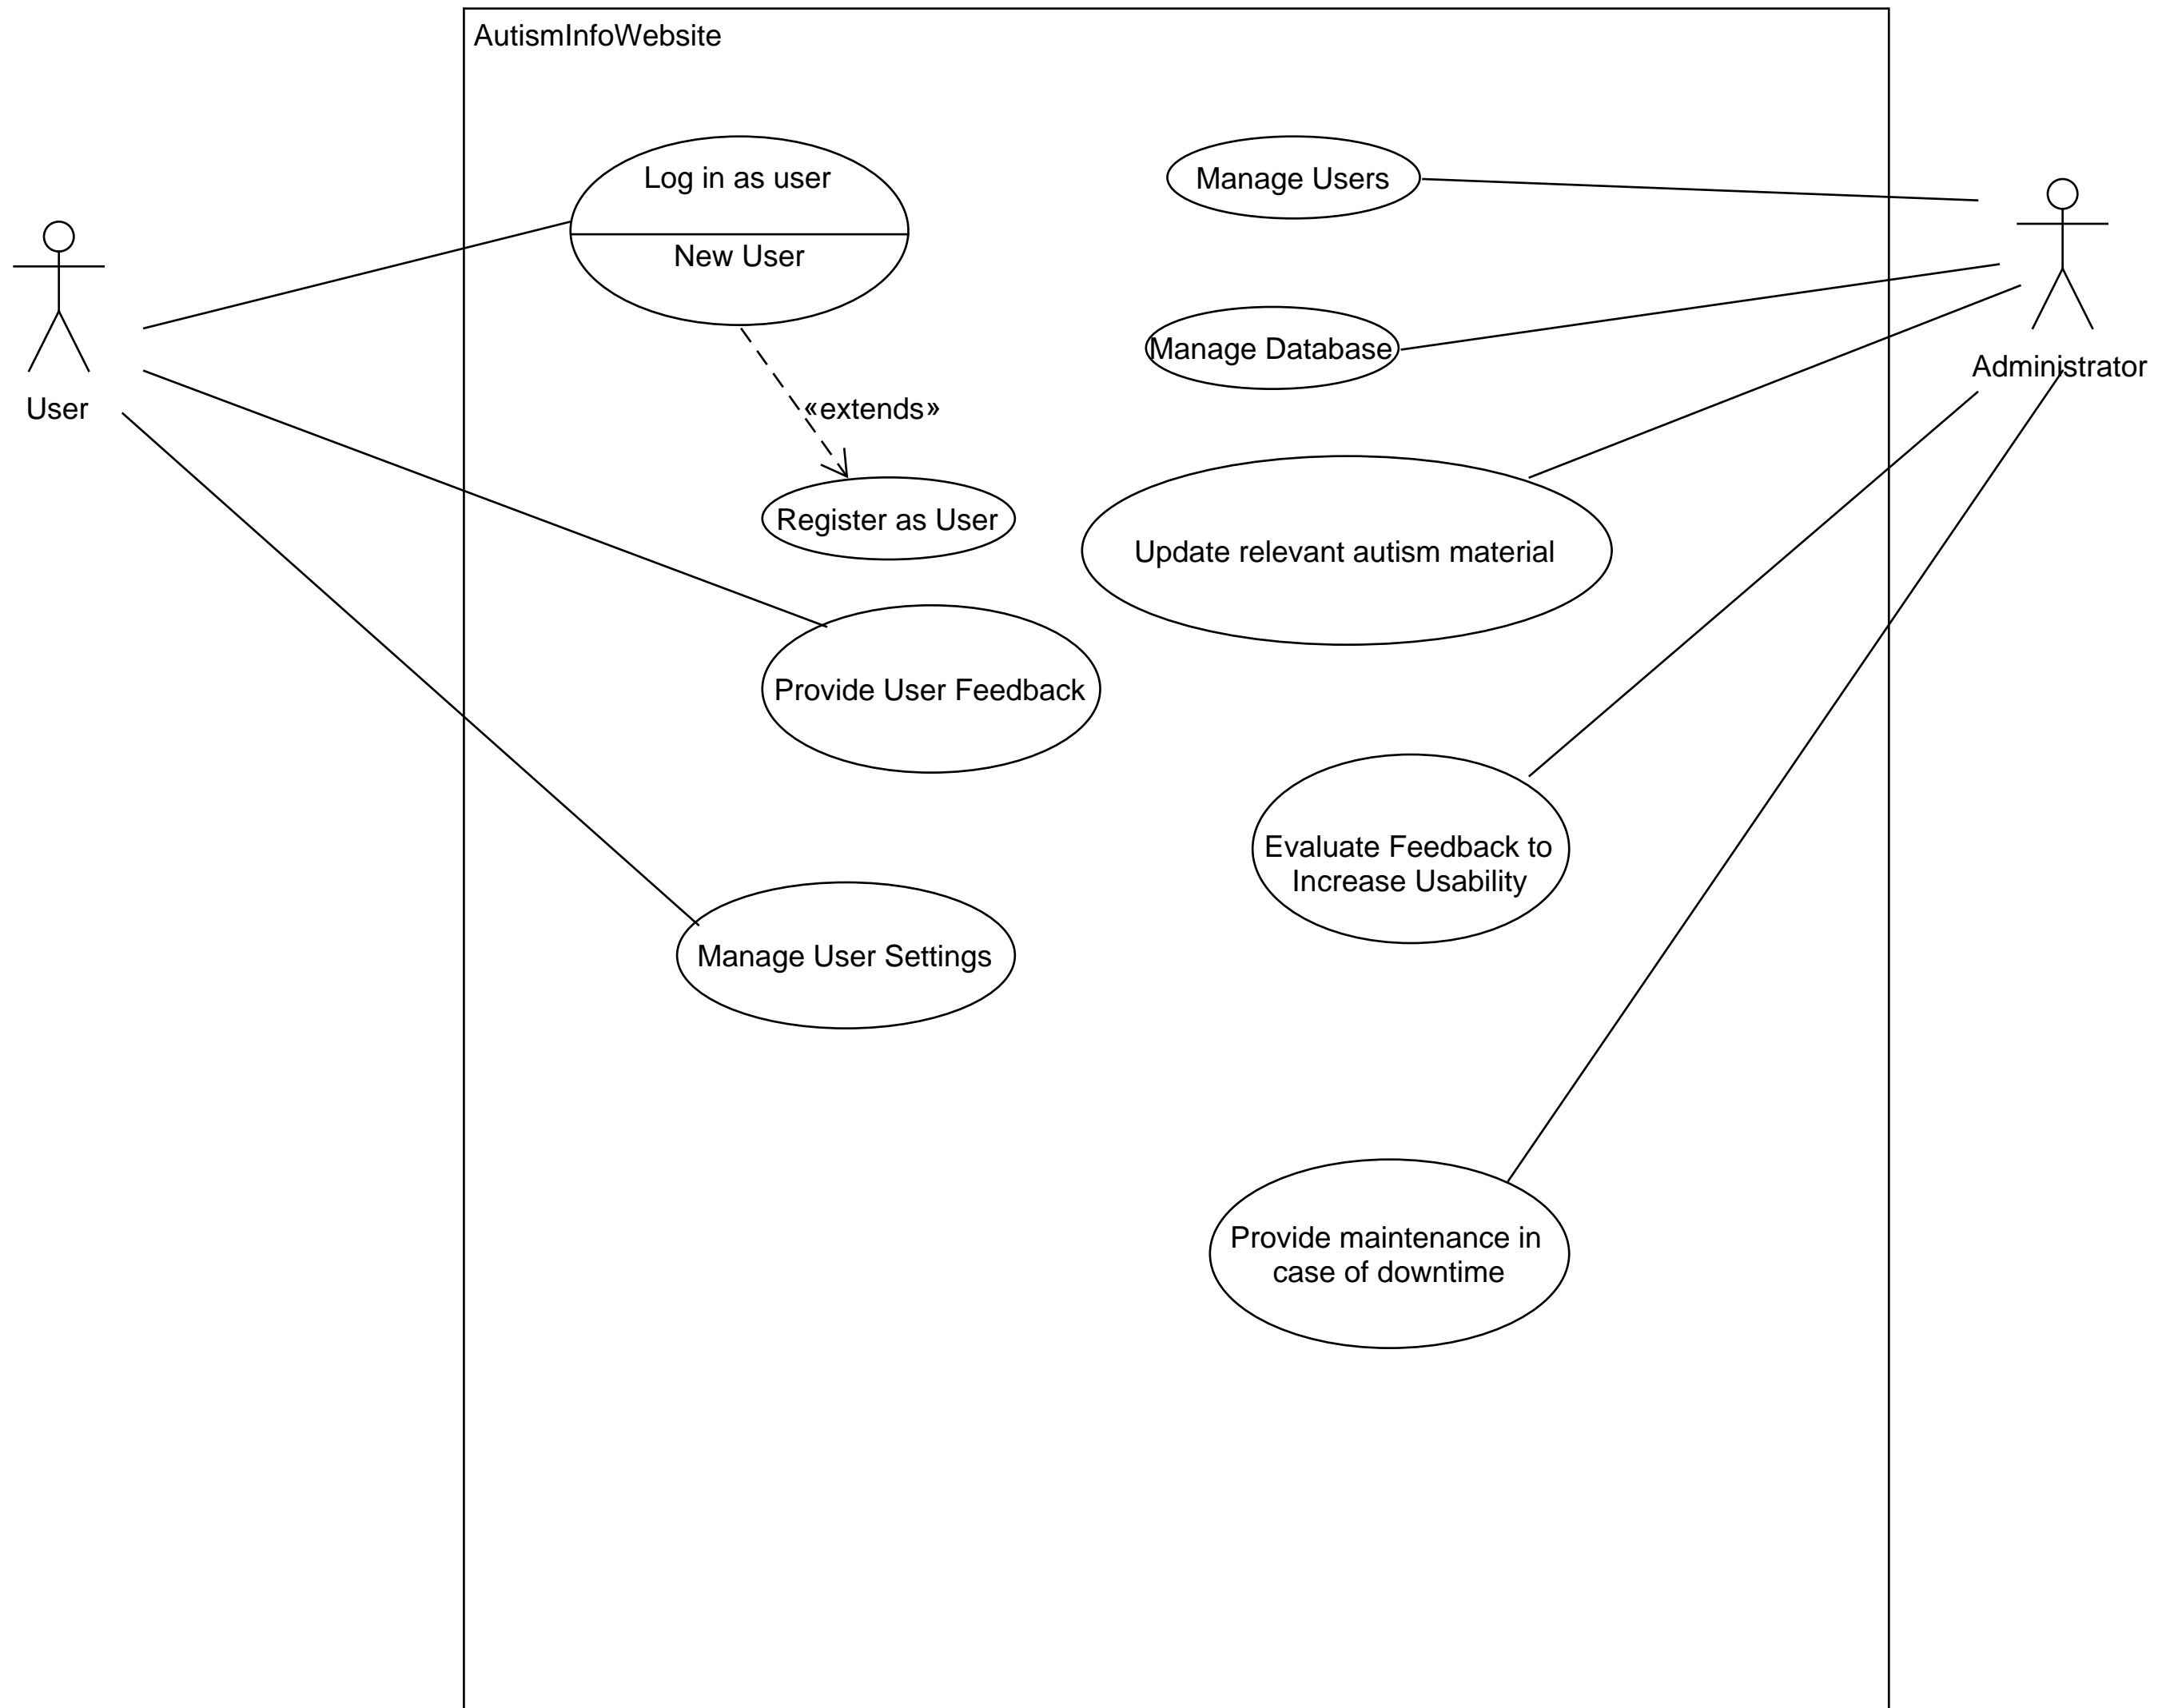 AutismInfoWebsite
Log in as user
New User
Manage Users
User
Manage Database
Administrator
«extends»
Register as User
Update relevant autism material
Provide User Feedback
Evaluate Feedback to
Increase Usability
Manage User Settings
Provide maintenance in
case of downtime